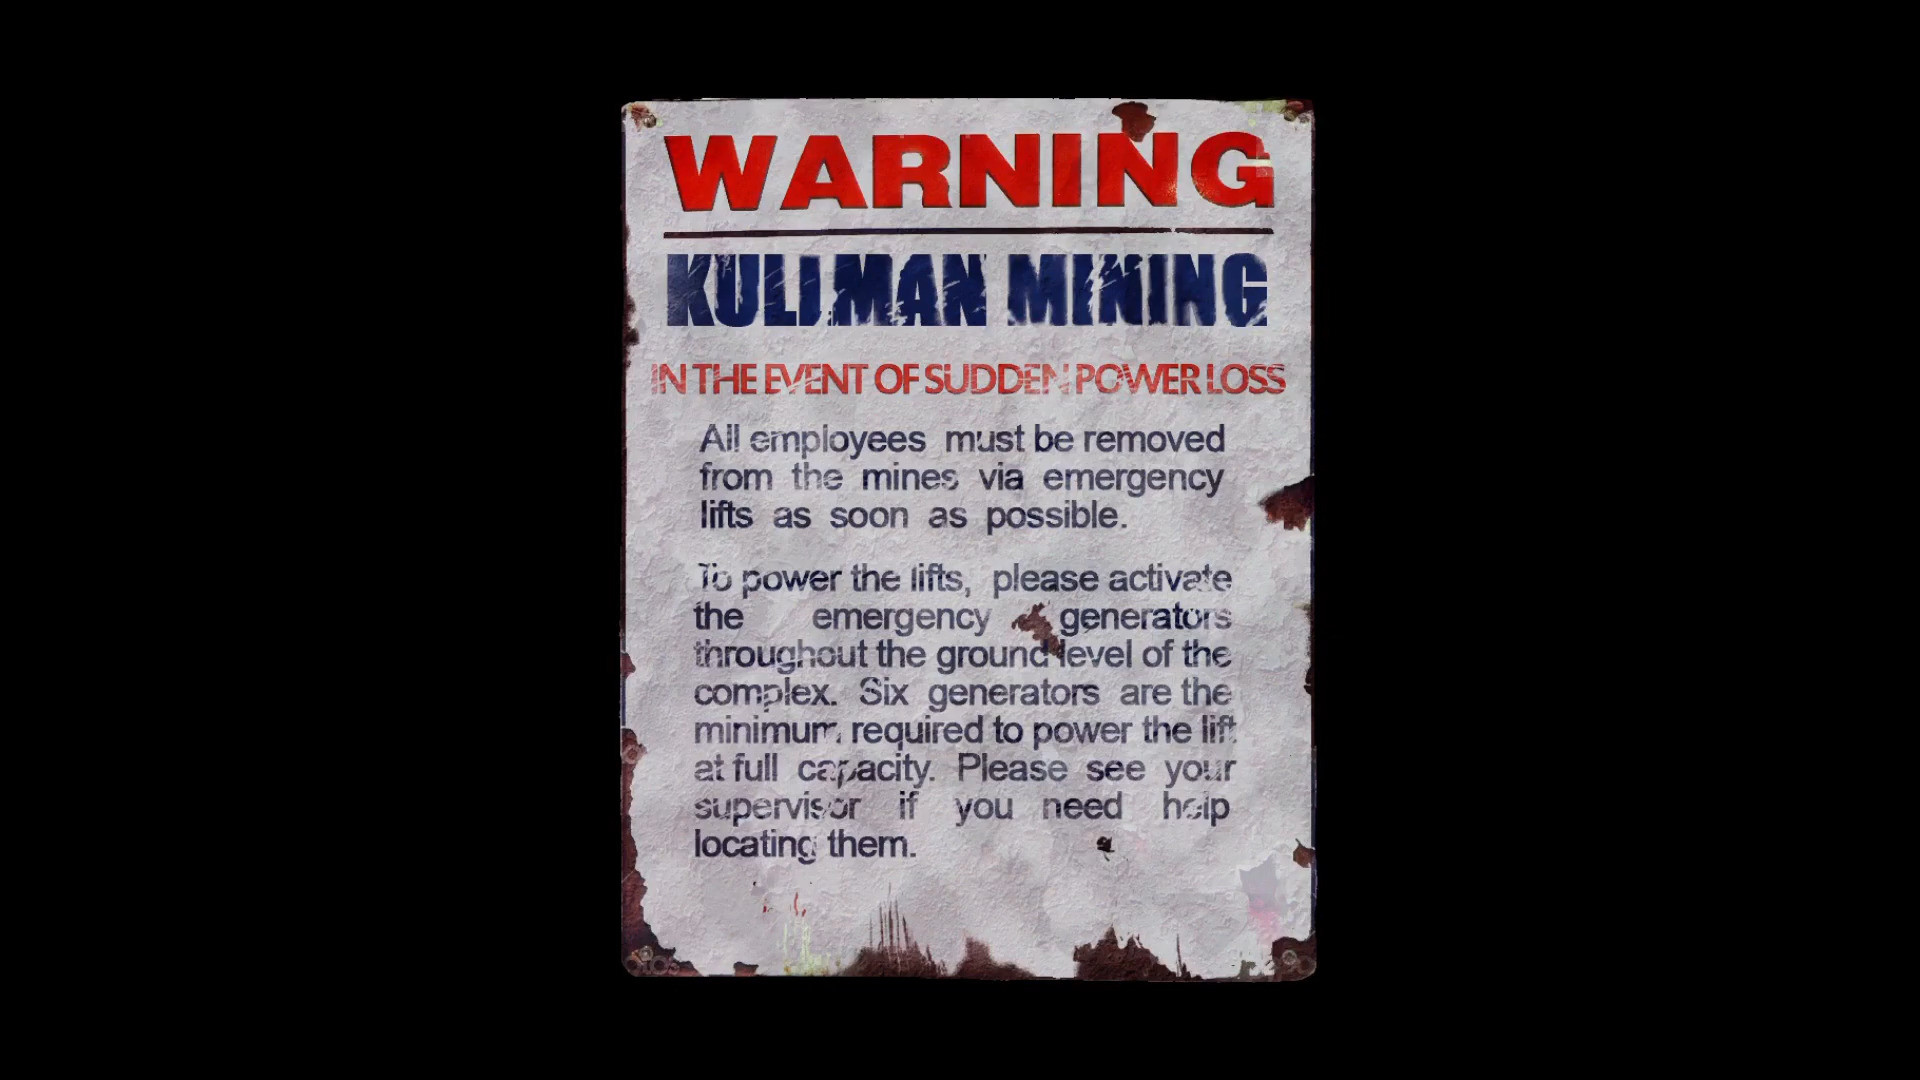 WARNING
KULLMAN MINING
IN THE EVENT OF SUDDEN POWER LOSS
All employees must be removed
from the mines via emergency
lifts as soon as possible.
To power the lifts, please activate
the emergency generators
throughout the ground level of the
complex. Six generators are the
minimum required to power the lift
at full capacity. Please see your
supervisor if you need help
locating them.